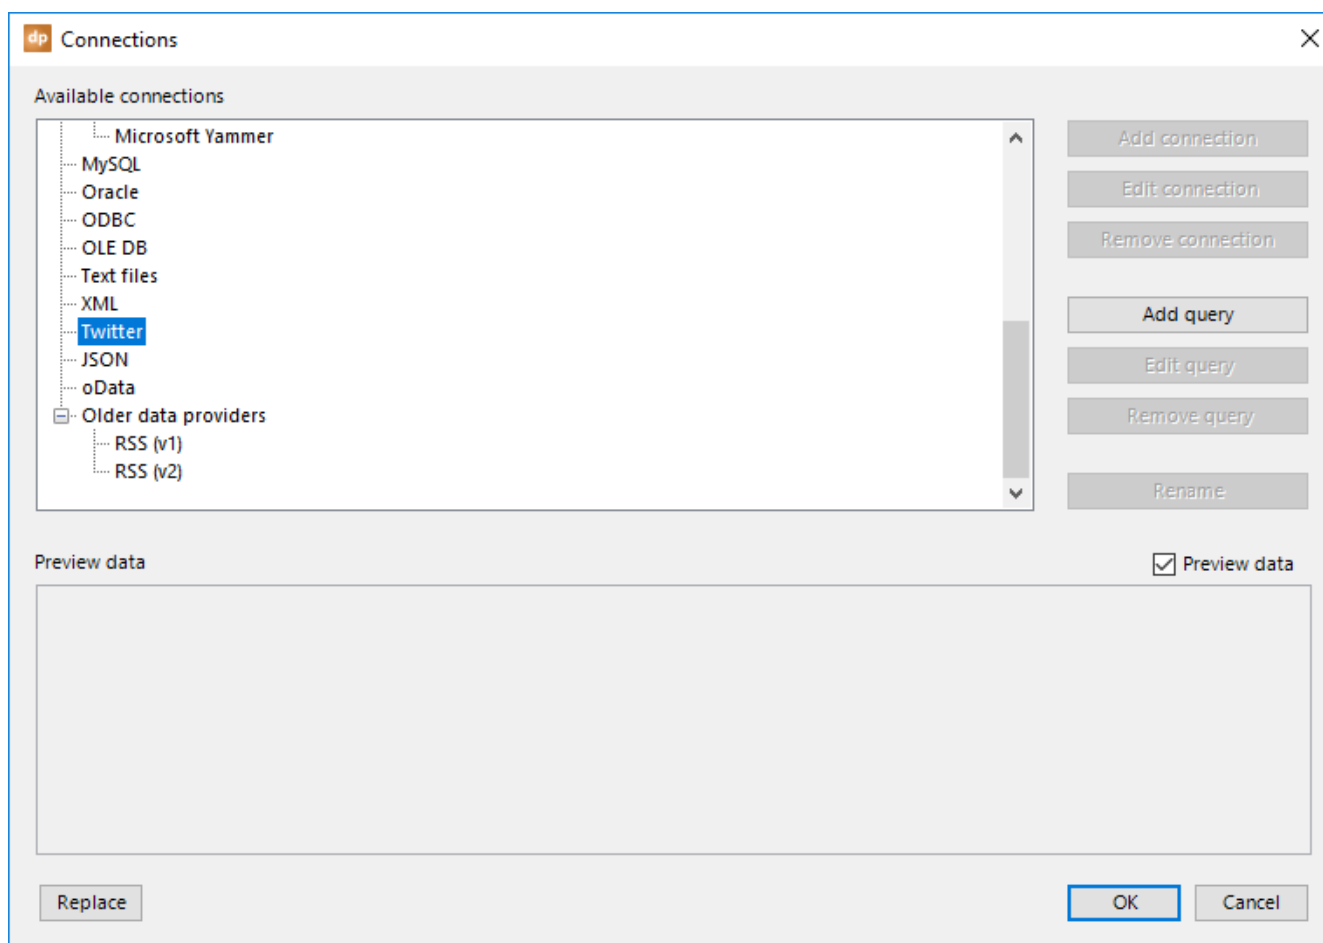 dp Connections
Available connections
Microsoft Yammer
MySQL
Oracle
ODBC
OLE DB
Text files
XML
Twitter
JSON
oData
Older data providers
RSS (v1)
RSS (v2)
Add connection
Edit connection
Remove connection
Add query
Edit query
Remove query
Rename
Preview data
Preview data
Replace
OK
Cancel